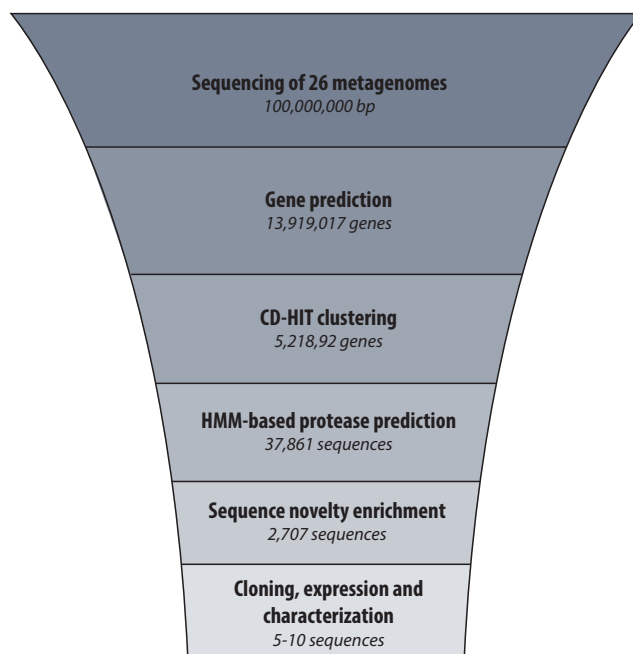 Sequencing of 26 metagenomes
100,000,000 bp
Gene prediction
13,919,017 genes
CD-HIT clustering
5,218,92 genes
HMM-based protease prediction
37,861 sequences
Sequence novelty enrichment
2,707 sequences
Cloning, expression and
characterization
5-10 sequences